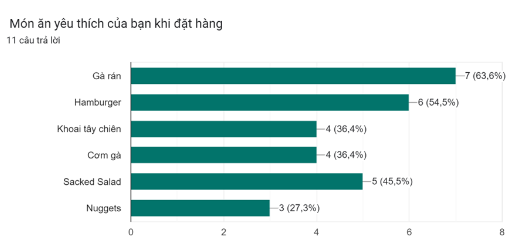 Món ăn yêu thích của bạn khi đặt hàng
11 câu trả lời
Gà rán
7 (63,6%)
Hamburger
6 (54,5%)
Khoai tây chiên
4 (36,4%)
Cơm gà
4 (36,4%)
Sacked Salad
5 (45,5%)
Nuggets
3 (27,3%)
0 2 4 6 8